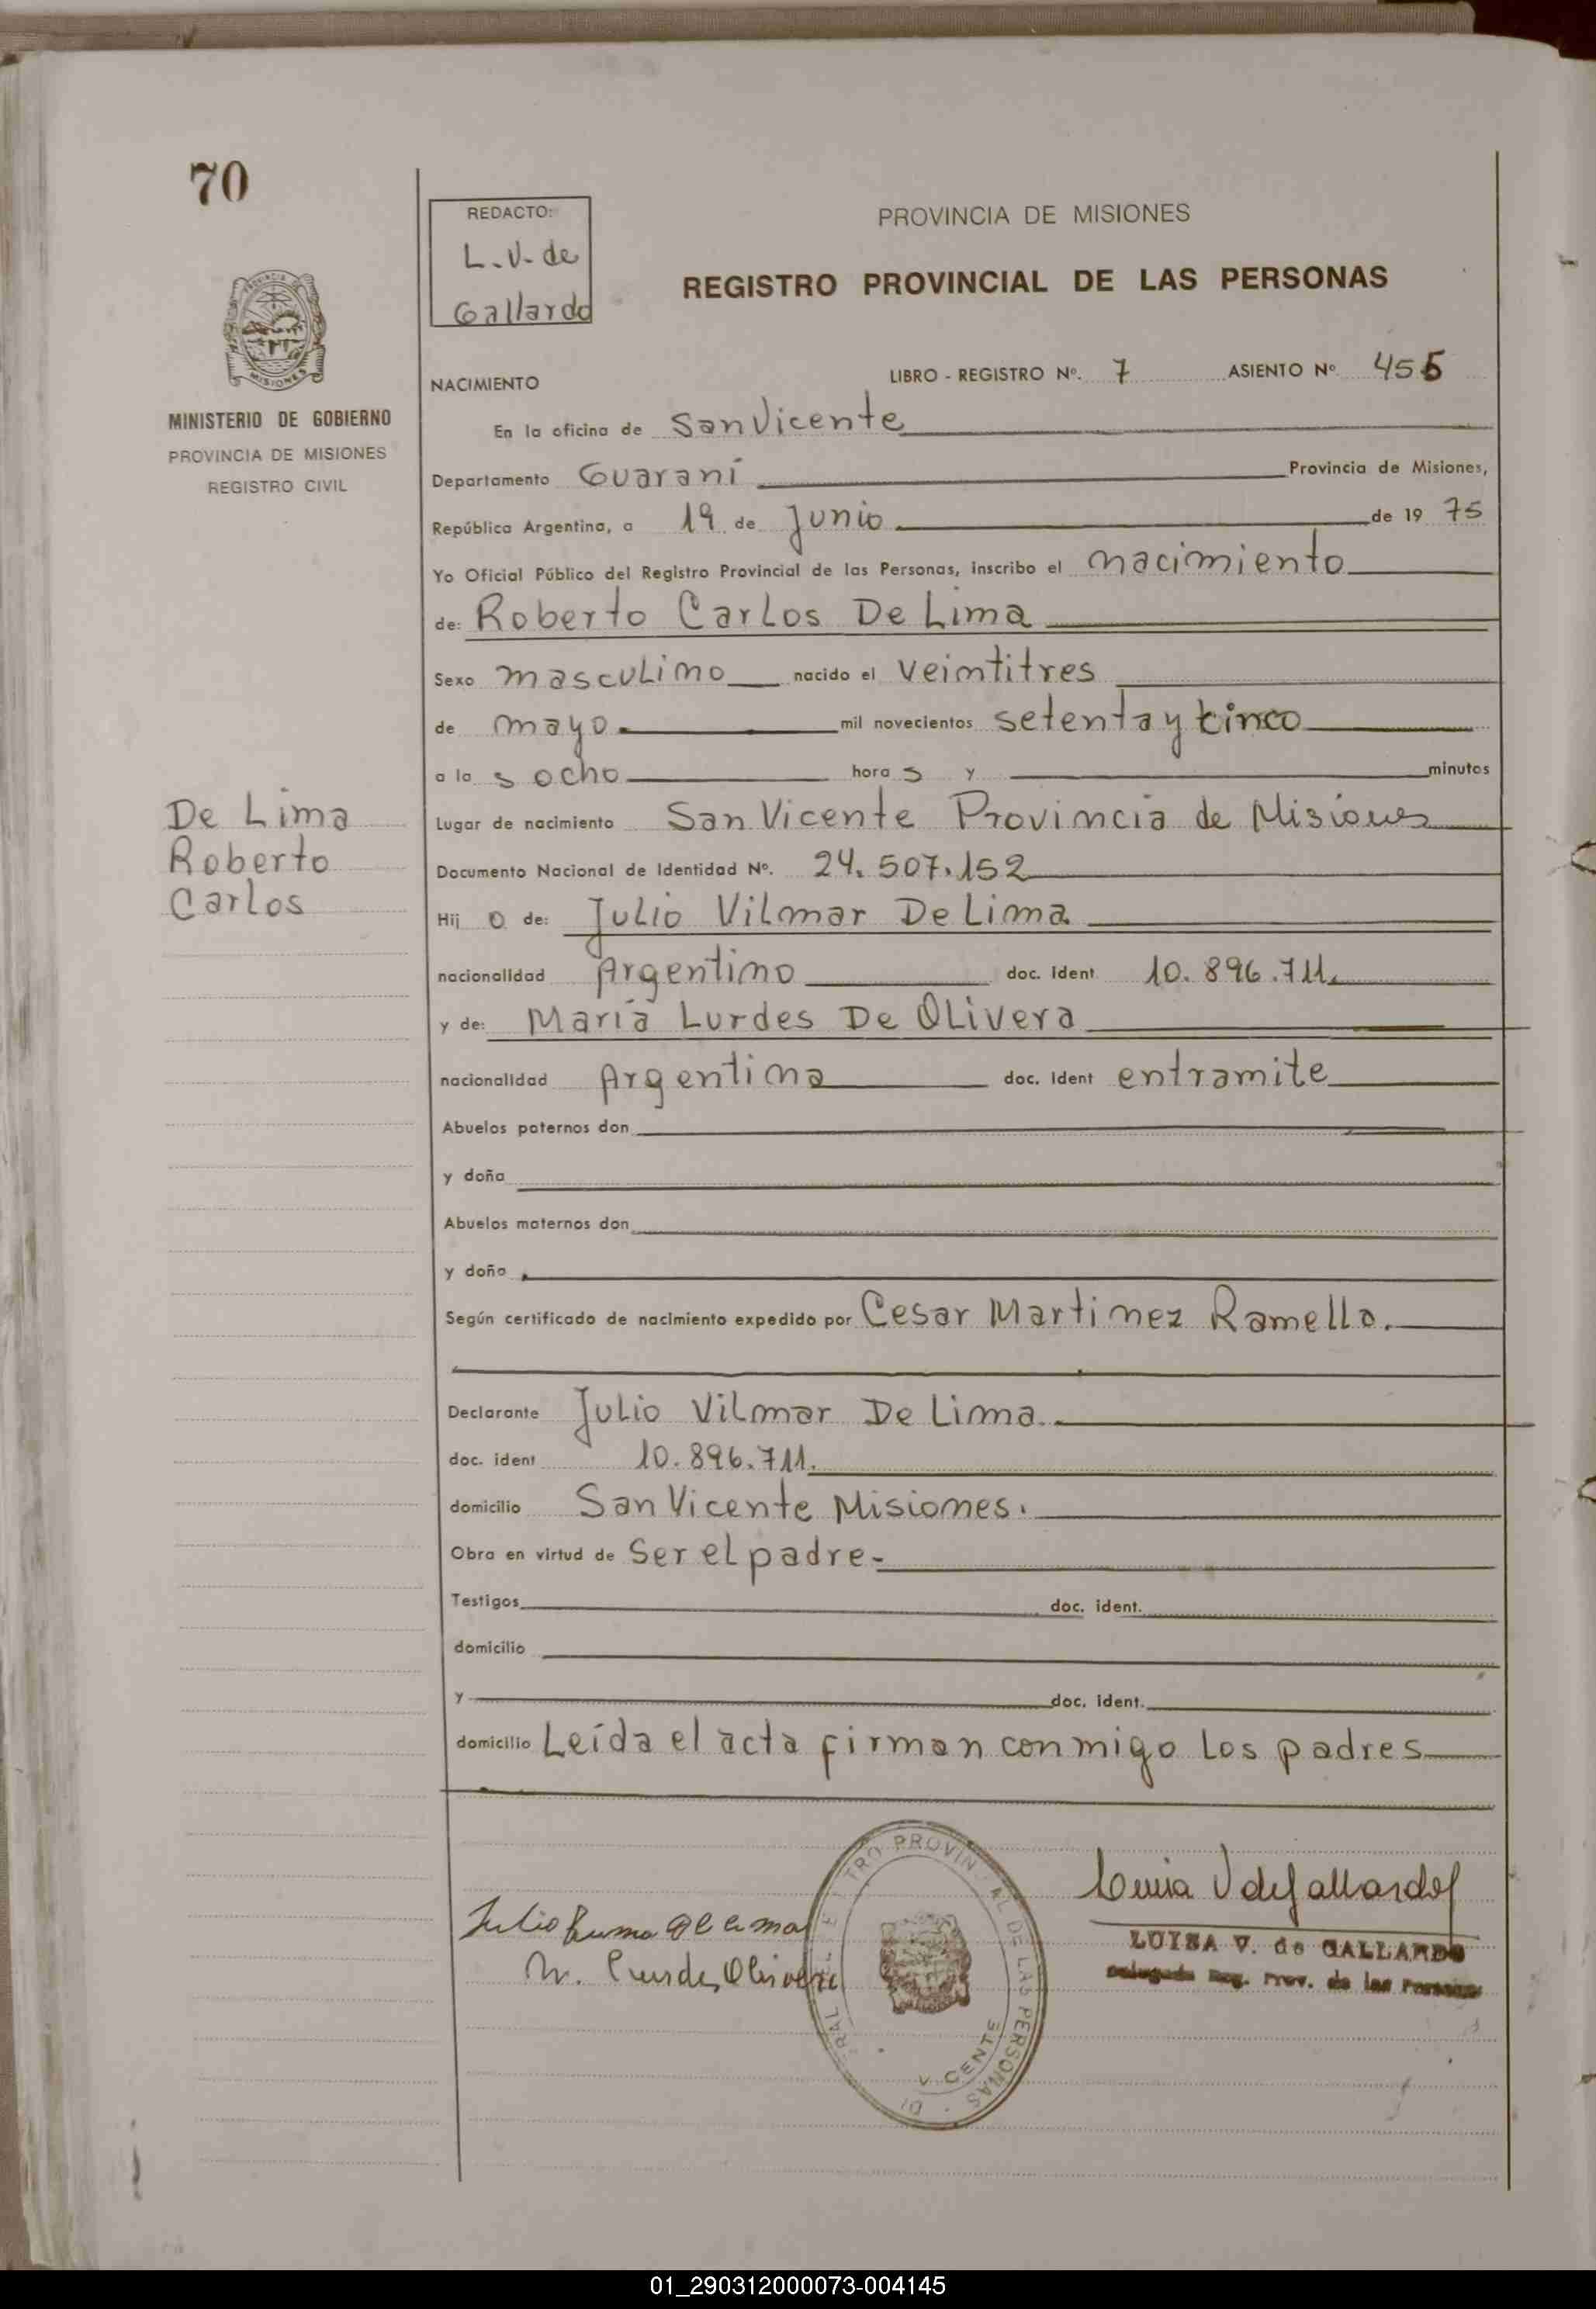 70
REDACTO:
L.V. de
Gallardo
PROVINCIA DE MISIONES
REGISTRO PROVINCIAL DE LAS PERSONAS
MINISTERIO DE GOBIERNO
PROVINCIA DE MISIONES
REGISTRO CIVIL
NACIMIENTO LIBRO - REGISTRO Nº. 7 ASIENTO Nº 455
En la oficina de San Vicente
Departamento Guaraní Provincia de Misiones,
República Argentina, a 19 de Junio de 19 75
Yo Oficial Público del Registro Provincial de las Personas, inscribo el nacimiento
de: Roberto Carlos De Lima
Sexo masculino nacido el veintitres
de mayo. mil novecientos setenta y cinco
a la s ocho hora s y minutos
De Lima
Roberto
Carlos
Lugar de nacimiento San Vicente Provincia de Misiones
Documento Nacional de Identidad Nº. 24.507.152
Hij o de: Julio Vilmar De Lima
nacionalidad Argentino doc. Ident 10.896.711.
y de: María Lurdes De Olivera
nacionalidad Argentina doc. Ident entramite
Abuelos paternos don
y doña
Abuelos maternos don
y doña
Según certificado de nacimiento expedido por Cesar Martinez Ramella.
Declarante Julio Vilmar De Lima.
doc. ident 10.896.711.
domicilio San Vicente Misiones.
Obra en virtud de Ser el padre-
Testigos doc. ident.
domicilio
y doc. ident.
domicilio Leída el acta firman conmigo los padres
LUISA V. de GALLARDO
Delegada Reg. Prov. de las Personas
01_290312000073-004145